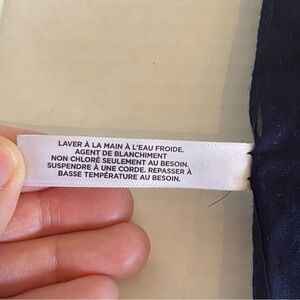 LAVER À LA MAIN À L'EAU FROIDE.
AGENT DE BLANCHIMENT
NON CHLORÉ SEULEMENT AU BESOIN.
SUSPENDRE À UNE CORDE. REPASSER À
BASSE TEMPÉRATURE AU BESOIN.